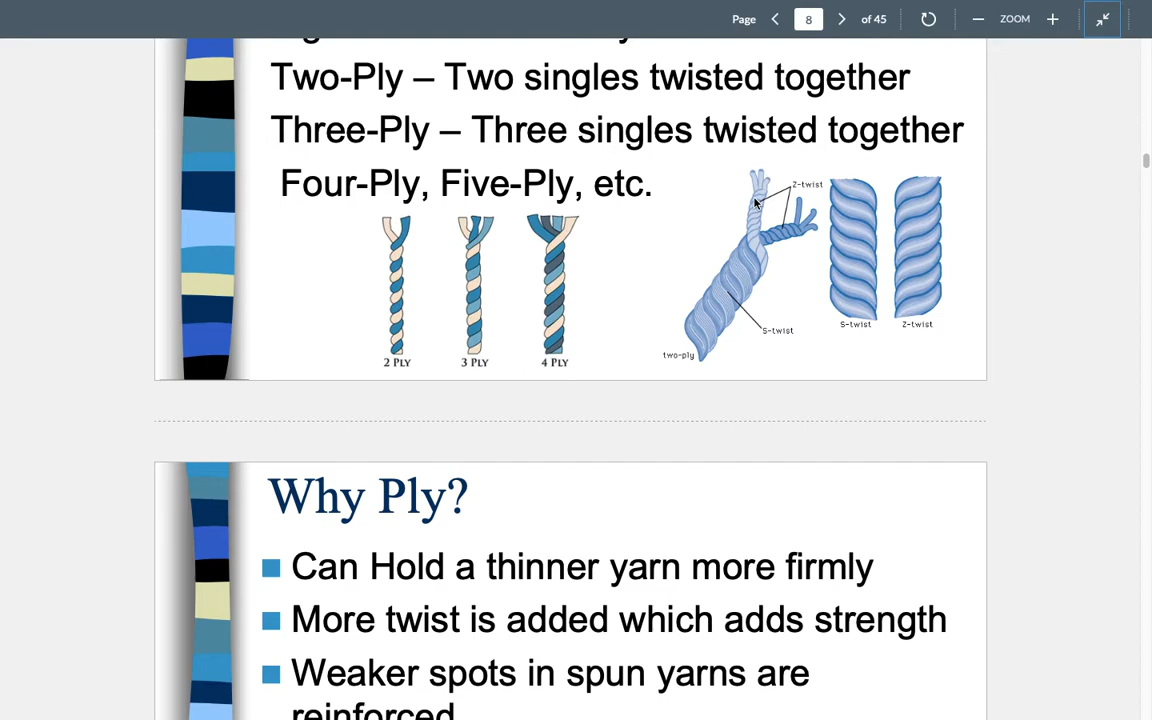 Page 8 of 45 ZOOM
Two-Ply – Two singles twisted together
Three-Ply – Three singles twisted together
Four-Ply, Five-Ply, etc.
Z-twist
S-twist
two-ply
S-twist Z-twist
2 PLY 3 PLY 4 PLY
Why Ply?
Can Hold a thinner yarn more firmly
More twist is added which adds strength
Weaker spots in spun yarns are
reinforced